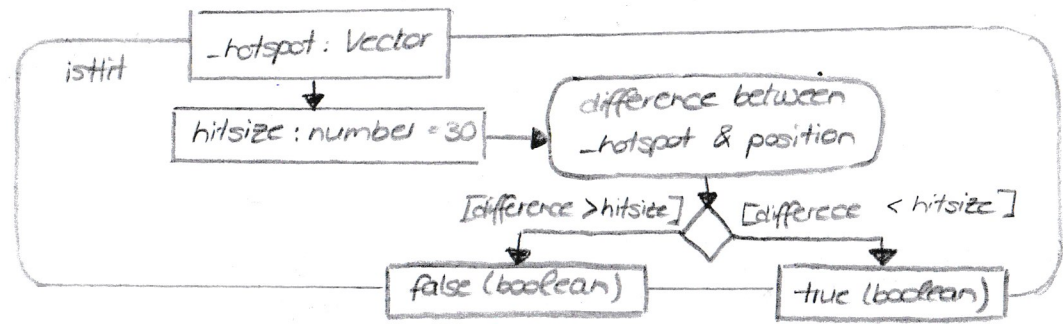 _hotspot: Vector
isHit
hitsize: number = 30
difference between
_hotspot & position
[difference >hitsize]
[differece < hitsize]
false (boolean)
true (boolean)